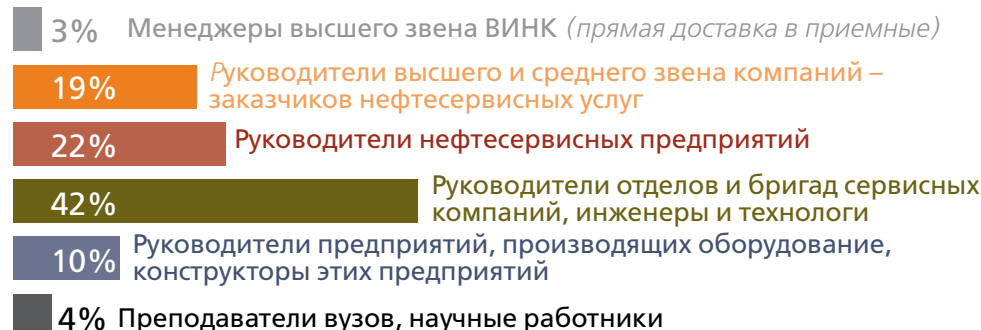 3% Менеджеры высшего звена ВИНК (прямая доставка в приемные)
19% Руководители высшего и среднего звена компаний –
заказчиков нефтесервисных услуг
22% Руководители нефтесервисных предприятий
42% Руководители отделов и бригад сервисных
компаний, инженеры и технологи
10% Руководители предприятий, производящих оборудование,
конструкторы этих предприятий
4% Преподаватели вузов, научные работники